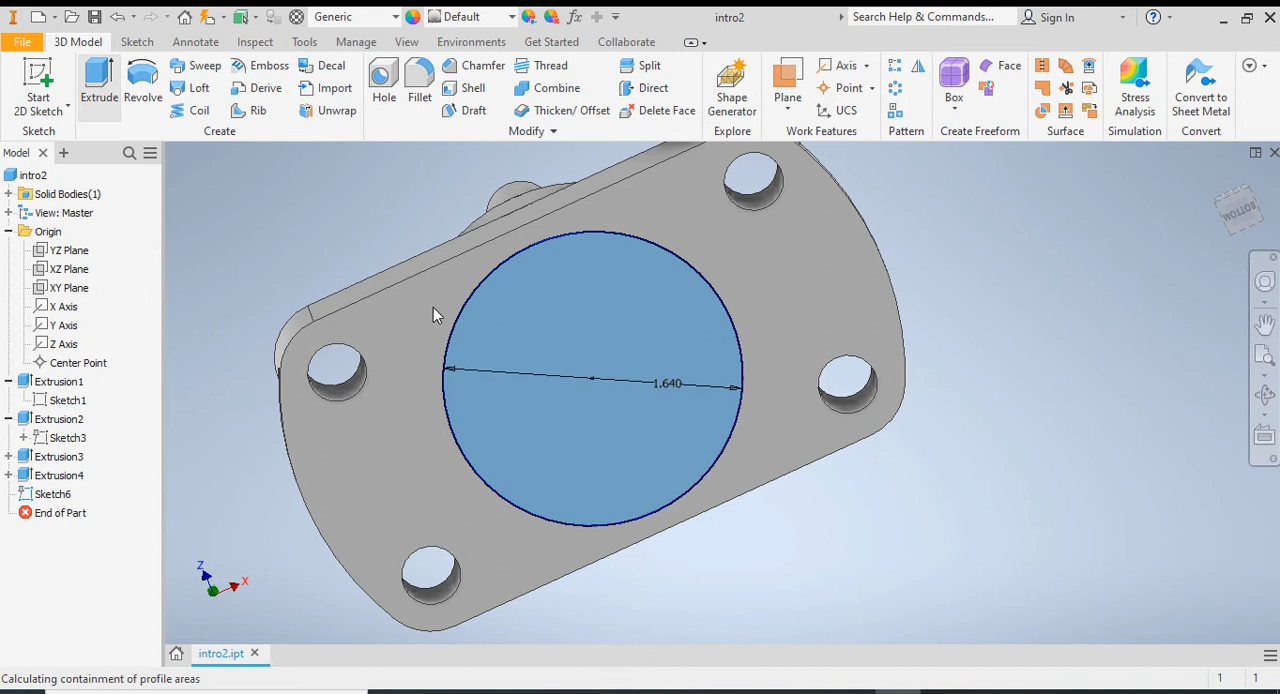 Generic
Default
fx
intro2
Search Help & Commands...
Sign In
File
3D Model
Sketch
Annotate
Inspect
Tools
Manage
View
Environments
Get Started
Collaborate
Start
2D Sketch
Sketch
Extrude
Revolve
Sweep
Loft
Coil
Emboss
Derive
Rib
Decal
Import
Unwrap
Create
Hole
Fillet
Chamfer
Shell
Draft
Thread
Combine
Thicken/ Offset
Split
Direct
Delete Face
Modify
Shape
Generator
Explore
Plane
Axis
Point
UCS
Work Features
Pattern
Box
Face
Create Freeform
Surface
Stress
Analysis
Simulation
Convert to
Sheet Metal
Convert
Model
intro2
Solid Bodies(1)
View: Master
Origin
YZ Plane
XZ Plane
XY Plane
X Axis
Y Axis
Z Axis
Center Point
Extrusion1
Sketch1
Extrusion2
Sketch3
Extrusion3
Extrusion4
Sketch6
End of Part
1.640
BOTTOM
Z
X
intro2.ipt
Calculating containment of profile areas
1
1